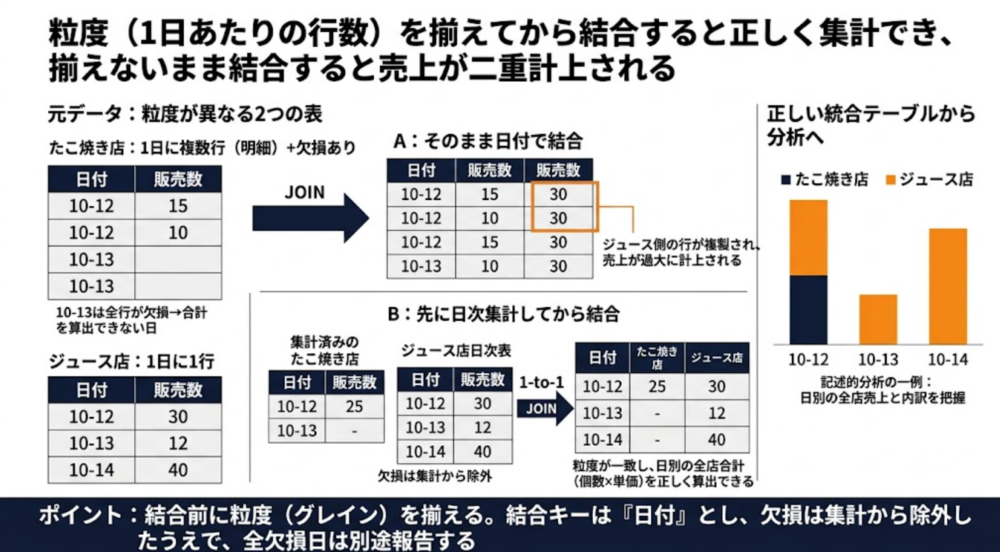 粒度（1日あたりの行数）を揃えてから結合すると正しく集計でき、
揃えないまま結合すると売上が二重計上される
元データ：粒度が異なる2つの表
たこ焼き店：1日に複数行（明細）+欠損あり
日付 販売数
10-12 15
10-12 10
10-13
10-13
10-13は全行が欠損→合計
を算出できない日
ジュース店：1日に1行
日付 販売数
10-12 30
10-13 12
10-14 40
JOIN
A：そのまま日付で結合
日付 販売数 販売数
10-12 15 30
10-12 10 30
10-12 15 30
10-13 10 30
ジュース側の行が複製され、
売上が過大に計上される
B：先に日次集計してから結合
集計済みの
たこ焼き店
日付 販売数
10-12 25
10-13 -
ジュース店日次表
日付 販売数
10-12 30
10-13 12
10-14 40
欠損は集計から除外
1-to-1
JOIN
日付 たこ焼き店 ジュース店
10-12 25 30
10-13 - 12
10-14 - 40
粒度が一致し、日別の全店合計
（個数×単価）を正しく算出できる
正しい統合テーブルから
分析へ
たこ焼き店 ジュース店
10-12 10-13 10-14
記述的分析の一例：
日別の全店売上と内訳を把握
ポイント：結合前に粒度（グレイン）を揃える。結合キーは『日付』とし、欠損は集計から除外し
たうえで、全欠損日は別途報告する